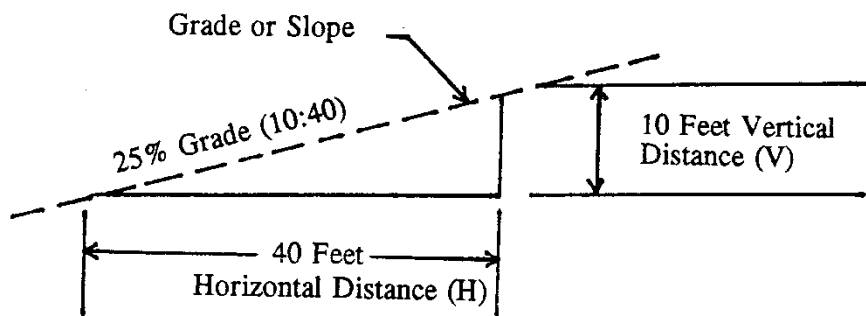 Grade or Slope
25% Grade (10:40)
10 Feet Vertical
Distance (V)
40 Feet
Horizontal Distance (H)